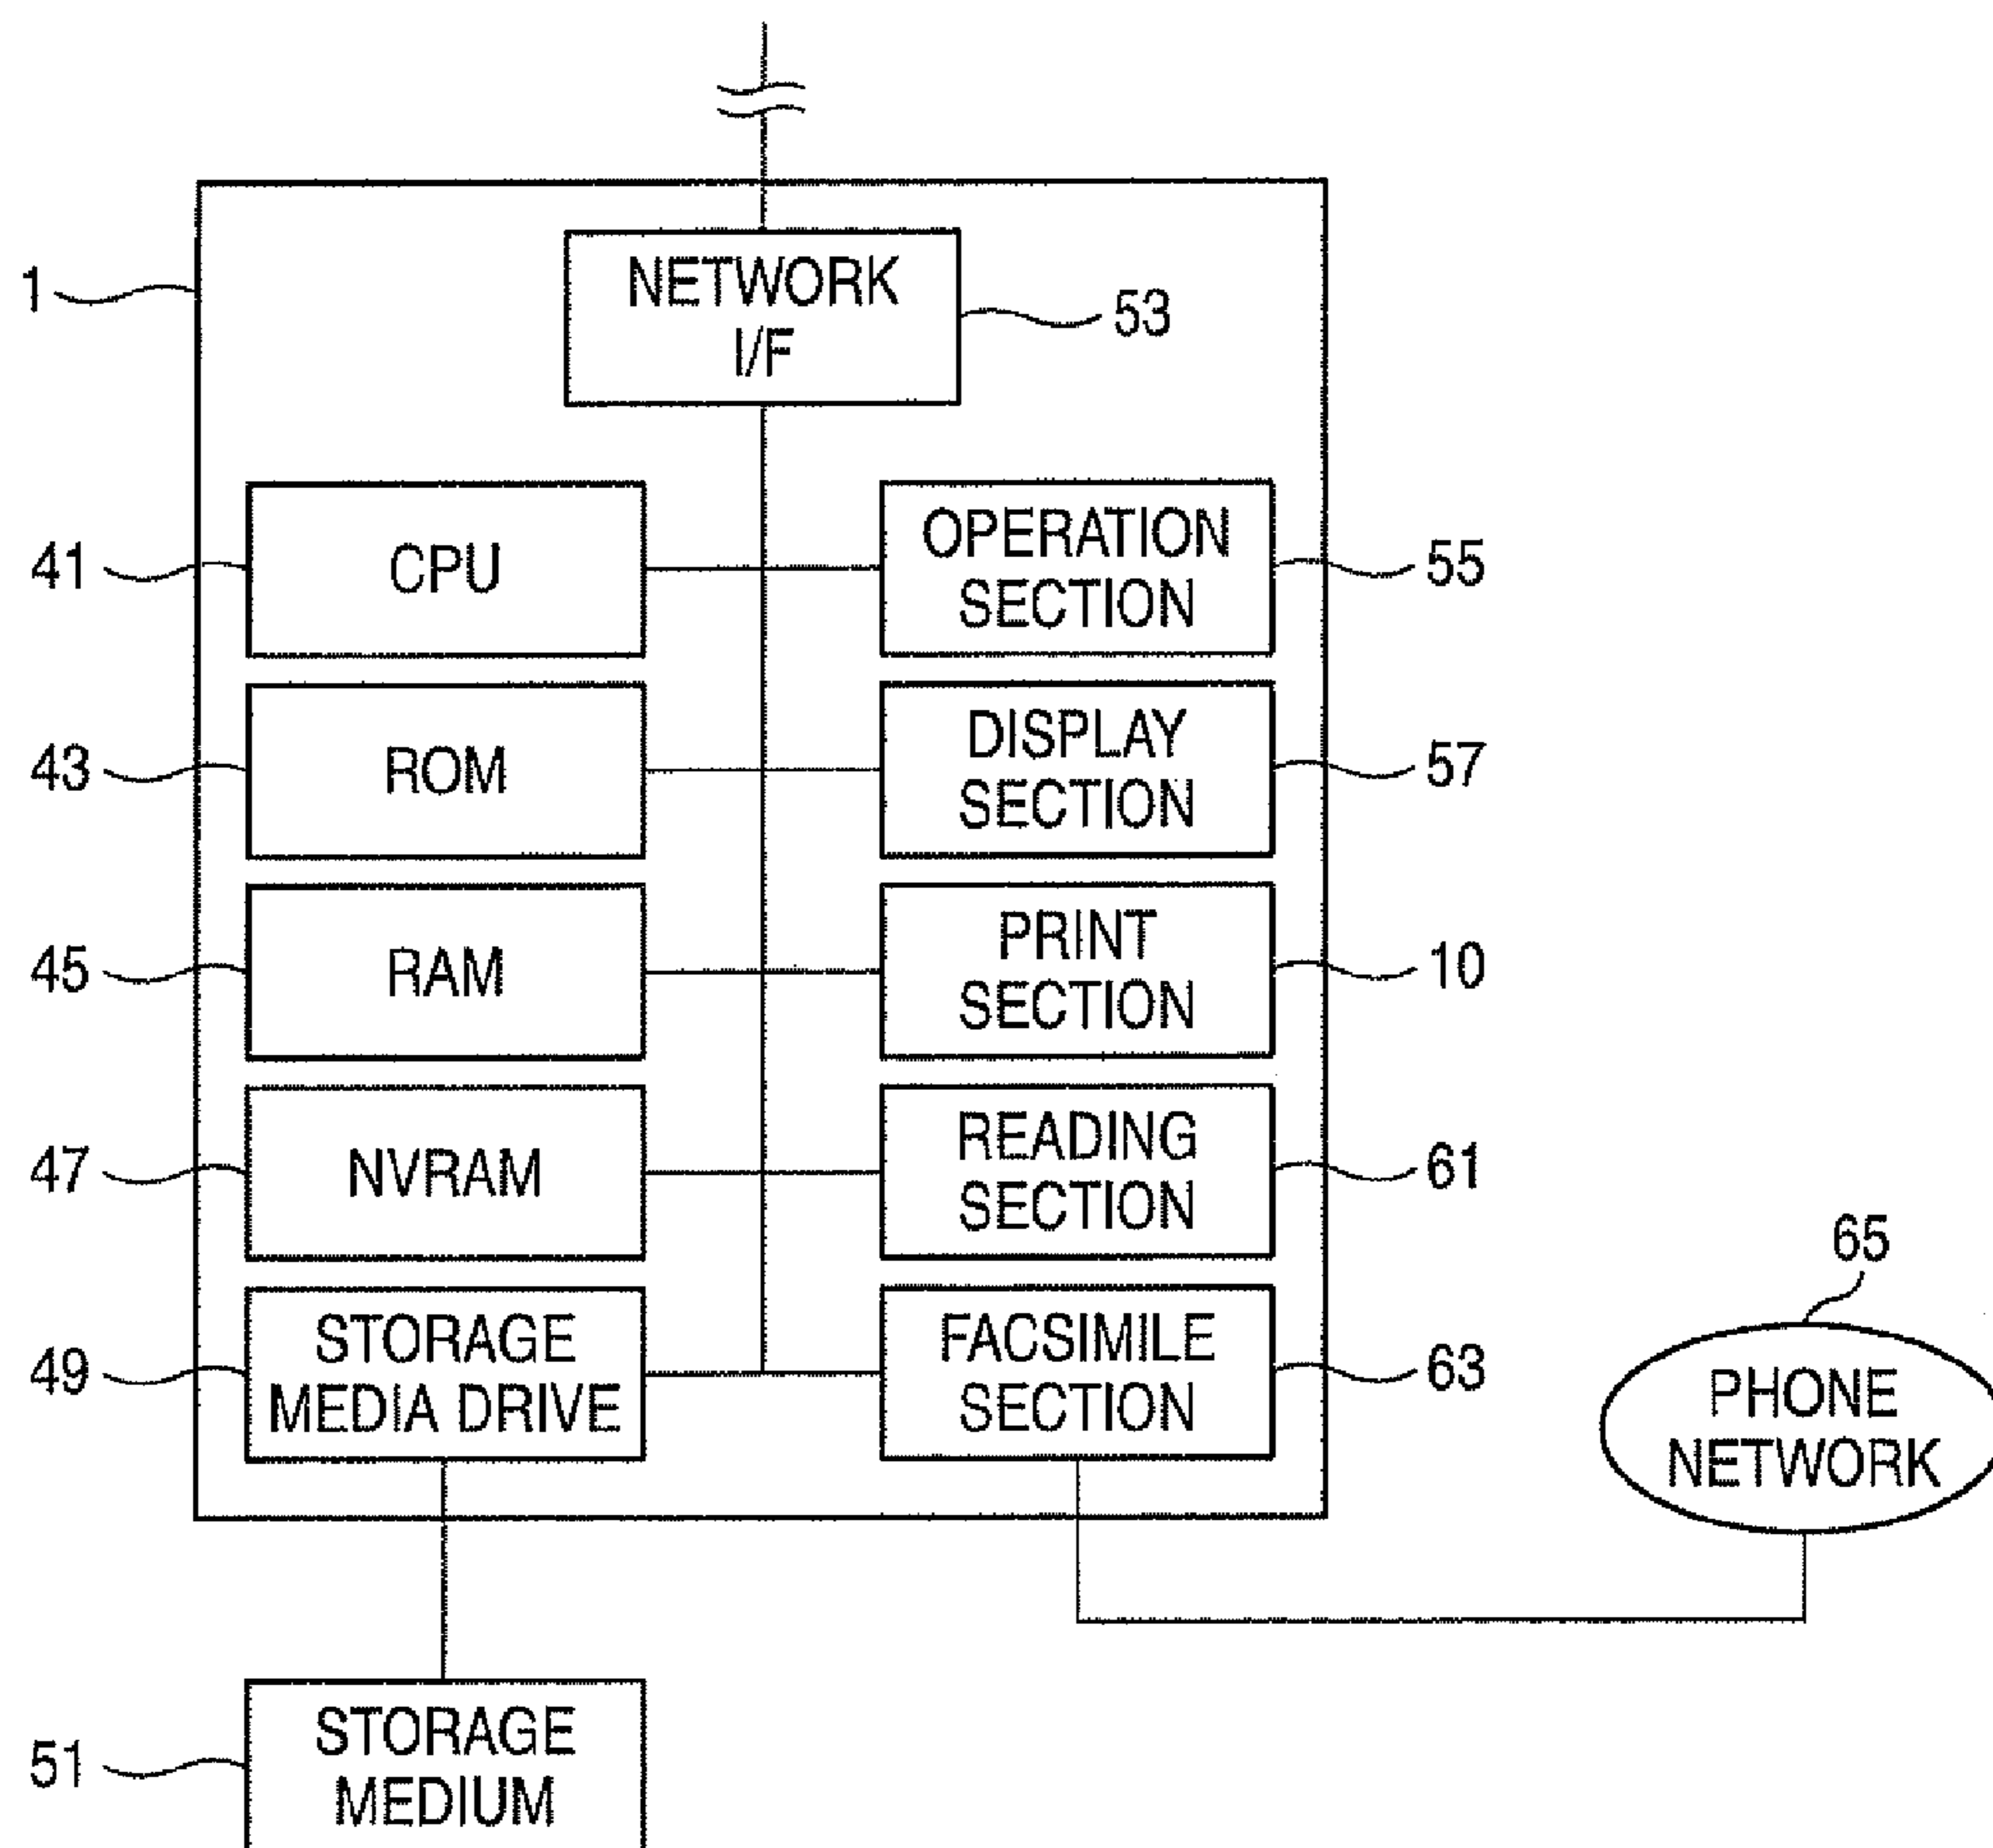 1
NETWORK
I/F
53
41
CPU
OPERATION
SECTION
55
43
ROM
DISPLAY
SECTION
57
45
RAM
PRINT
SECTION
10
47
NVRAM
READING
SECTION
61
49
STORAGE
MEDIA DRIVE
FACSIMILE
SECTION
63
65
PHONE
NETWORK
51
STORAGE
MEDIUM